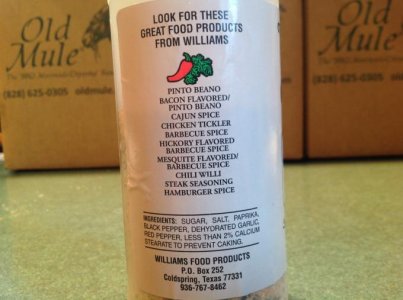 LOOK FOR THESE
GREAT FOOD PRODUCTS
FROM WILLIAMS
PINTO BEANO
BACON FLAVORED/
PINTO BEANO
CAJUN SPICE
CHICKEN TICKLER
BARBECUE SPICE
HICKORY FLAVORED
BARBECUE SPICE
MESQUITE FLAVORED/
BARBECUE SPICE
CHILI WILLI
STEAK SEASONING
HAMBURGER SPICE
INGREDIENTS: SUGAR, SALT, PAPRIKA,
BLACK PEPPER, DEHYDRATED GARLIC,
RED PEPPER, LESS THAN 2% CALCIUM
STEARATE TO PREVENT CAKING.
WILLIAMS FOOD PRODUCTS
P.O. Box 252
Coldspring, Texas 77331
936-767-8462
Old
Mule
(828) 625-0305 oldmule.
Old
Mule